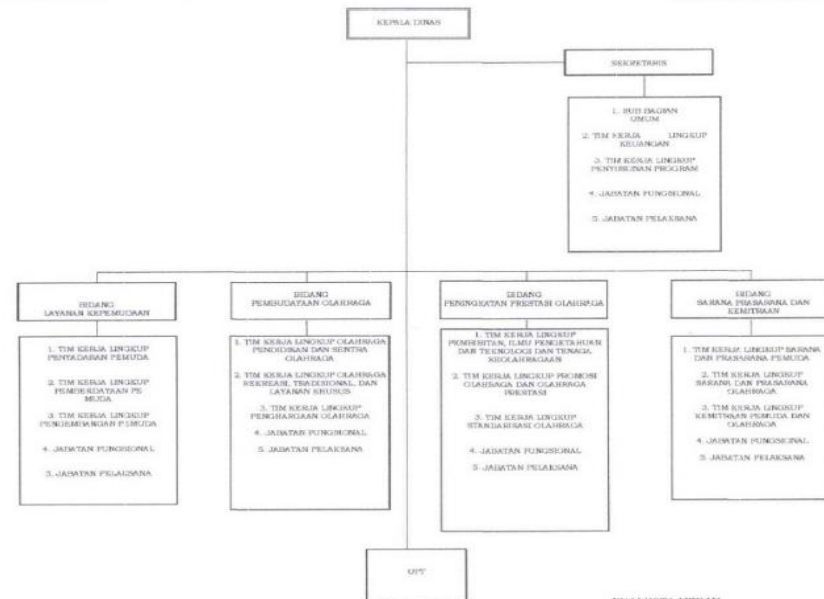 KEPALA DINAS
SEKRETARIS
1. SUB BAGIAN
UMUM
2. TIM KERJA LINGKUP
KEUANGAN
3. TIM KERJA LINGKUP
PENYUSUNAN PROGRAM
4. JABATAN FUNGSIONAL
5. JABATAN PELAKSANA
BIDANG
LAYANAN KEPEMUDAAN
1. TIM KERJA LINGKUP
PENYADARAN PEMUDA
2. TIM KERJA LINGKUP
PEMBERDAYAAN PE
MUDA
3. TIM KERJA LINGKUP
PENGEMBANGAN PEMUDA
4. JABATAN FUNGSIONAL
5. JABATAN PELAKSANA
BIDANG
PEMBUDAYAAN OLAHRAGA
1. TIM KERJA LINGKUP OLAHRAGA
PENDIDIKAN DAN SENTRA
OLAHRAGA
2. TIM KERJA LINGKUP OLAHRAGA
REKREASI, TRADISIONAL, DAN
LAYANAN KHUSUS
3. TIM KERJA LINGKUP
PENGHARGAAN OLAHRAGA
4. JABATAN FUNGSIONAL
5. JABATAN PELAKSANA
BIDANG
PENINGKATAN PRESTASI OLAHRAGA
1. TIM KERJA LINGKUP
PEMBIBITAN, ILMU PENGETAHUAN
DAN TEKNOLOGI DAN TENAGA
KEOLAHRAGAAN
2. TIM KERJA LINGKUP PROMOSI
OLAHRAGA DAN OLAHRAGA
PRESTASI
3. TIM KERJA LINGKUP
STANDARISASI OLAHRAGA
4. JABATAN FUNGSIONAL
5. JABATAN PELAKSANA
BIDANG
SARANA PRASARANA DAN
KEMITRAAN
1. TIM KERJA LINGKUP SARANA
DAN PRASARANA PEMUDA
2. TIM KERJA LINGKUP
SARANA DAN PRASARANA
OLAHRAGA
3. TIM KERJA LINGKUP
KEMITRAAN PEMUDA DAN
OLAHRAGA
4. JABATAN FUNGSIONAL
5. JABATAN PELAKSANA
UPT